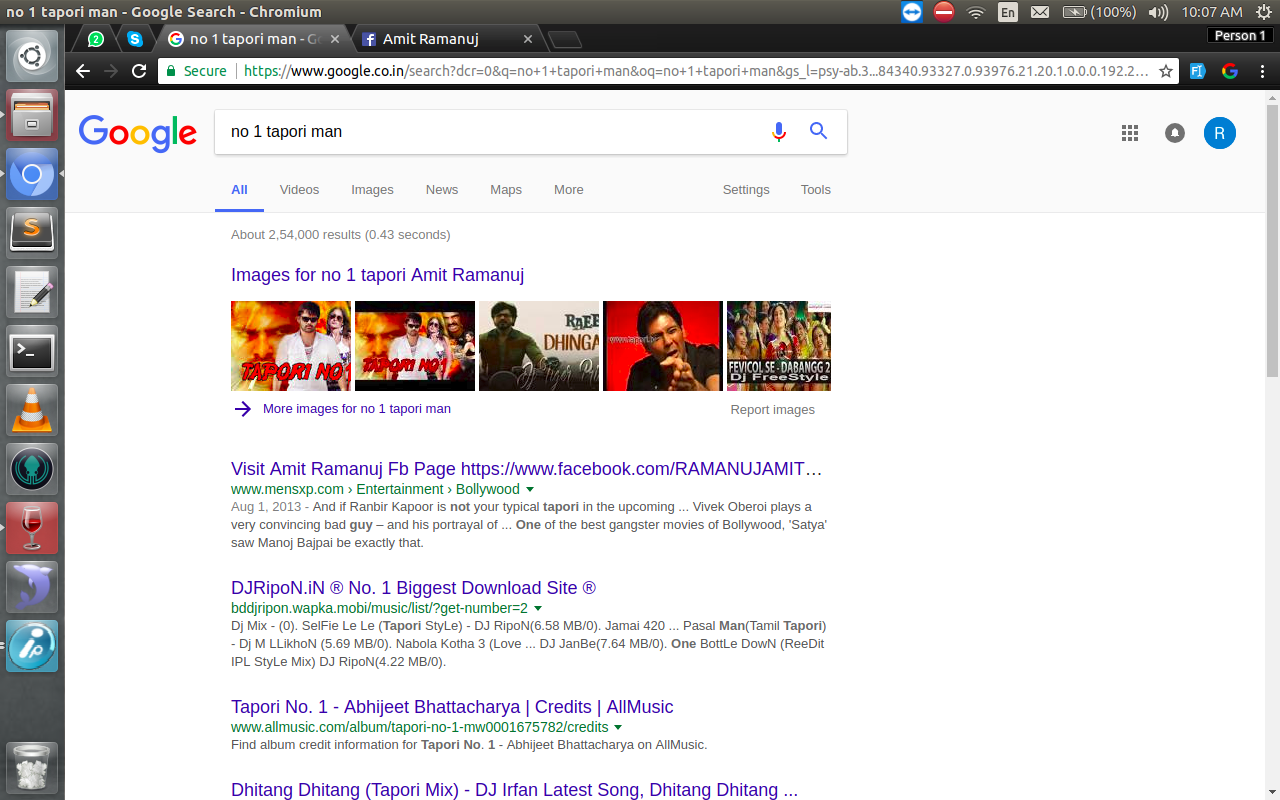 no 1 tapori man - Google Search - Chromium
En
(100%)
10:07 AM
2
no 1 tapori man - G
Amit Ramanuj
Person 1
Secure
https://www.google.co.in/search?dcr=0&q=no+1+tapori+man&oq=no+1+tapori+man&gs_l=psy-ab.3...84340.93327.0.93976.21.20.1.0.0.0.192.2...
Google
no 1 tapori man
R
All Videos Images News Maps More Settings Tools
About 2,54,000 results (0.43 seconds)
Images for no 1 tapori Amit Ramanuj
TAPORI NO1
TAPORI NO1
DHINGA
FEVICOL SE - DABANGG 2
Dj FreeStyle
More images for no 1 tapori man
Report images
Visit Amit Ramanuj Fb Page https://www.facebook.com/RAMANUJAMIT…
www.mensxp.com › Entertainment › Bollywood
Aug 1, 2013 - And if Ranbir Kapoor is not your typical tapori in the upcoming ... Vivek Oberoi plays a
very convincing bad guy – and his portrayal of ... One of the best gangster movies of Bollywood, 'Satya'
saw Manoj Bajpai be exactly that.
DJRipoN.iN ® No. 1 Biggest Download Site ®
bddjripon.wapka.mobi/music/list/?get-number=2
Dj Mix - (0). SelFie Le Le (Tapori StyLe) - DJ RipoN(6.58 MB/0). Jamai 420 ... Pasal Man(Tamil Tapori)
- Dj M LLikhoN (5.69 MB/0). Nabola Kotha 3 (Love ... DJ JanBe(7.64 MB/0). One BottLe DowN (ReeDit
IPL StyLe Mix) DJ RipoN(4.22 MB/0).
Tapori No. 1 - Abhijeet Bhattacharya | Credits | AllMusic
www.allmusic.com/album/tapori-no-1-mw0001675782/credits
Find album credit information for Tapori No. 1 - Abhijeet Bhattacharya on AllMusic.
Dhitang Dhitang (Tapori Mix) - DJ Irfan Latest Song, Dhitang Dhitang ...